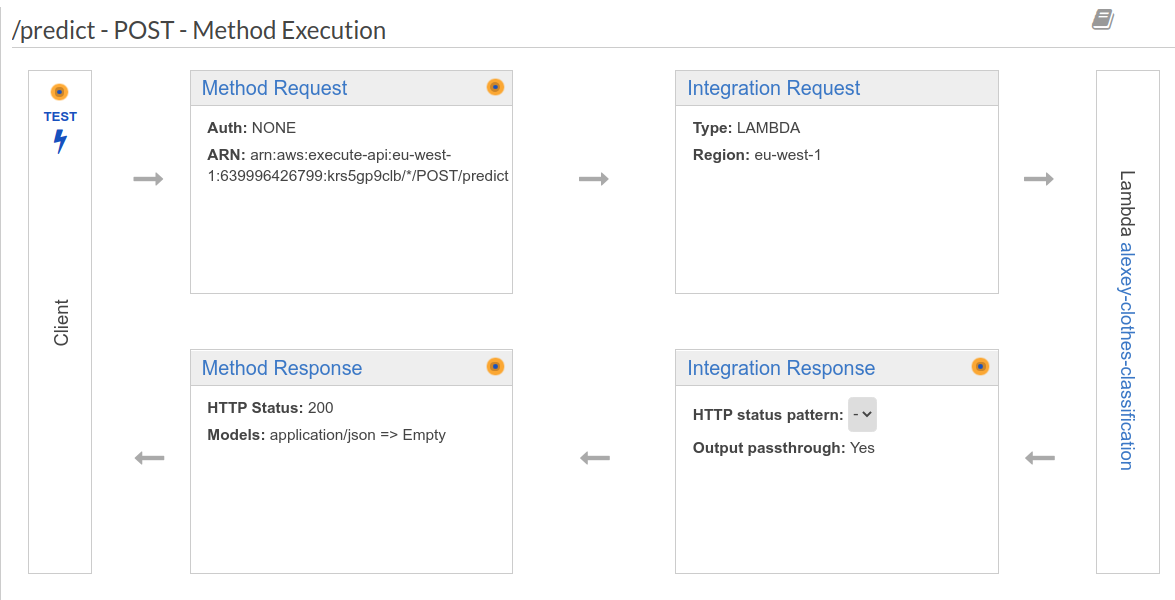 /predict - POST - Method Execution
TEST
Client
Method Request
Auth: NONE
ARN: arn:aws:execute-api:eu-west-
1:639996426799:krs5gp9clb/*/POST/predict
Integration Request
Type: LAMBDA
Region: eu-west-1
Lambda alexey-clothes-classification
Method Response
HTTP Status: 200
Models: application/json => Empty
Integration Response
HTTP status pattern: -
Output passthrough: Yes